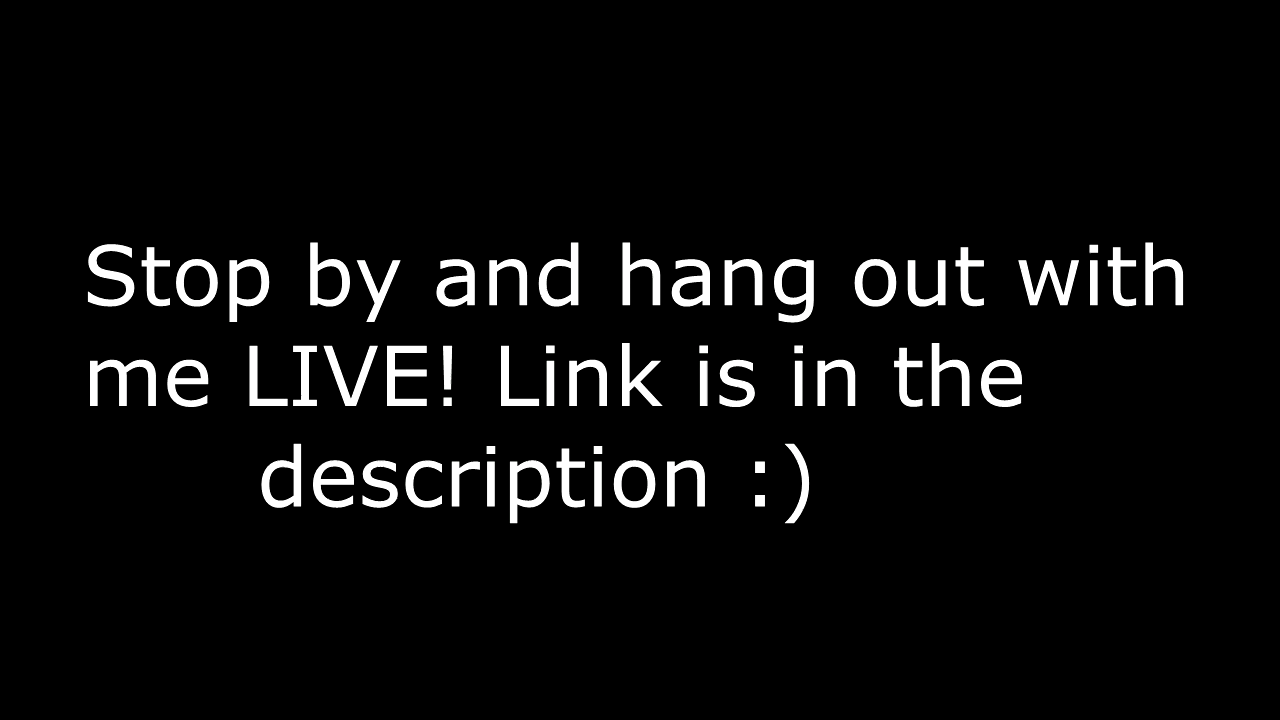 Stop by and hang out with
me LIVE! Link is in the
description :)